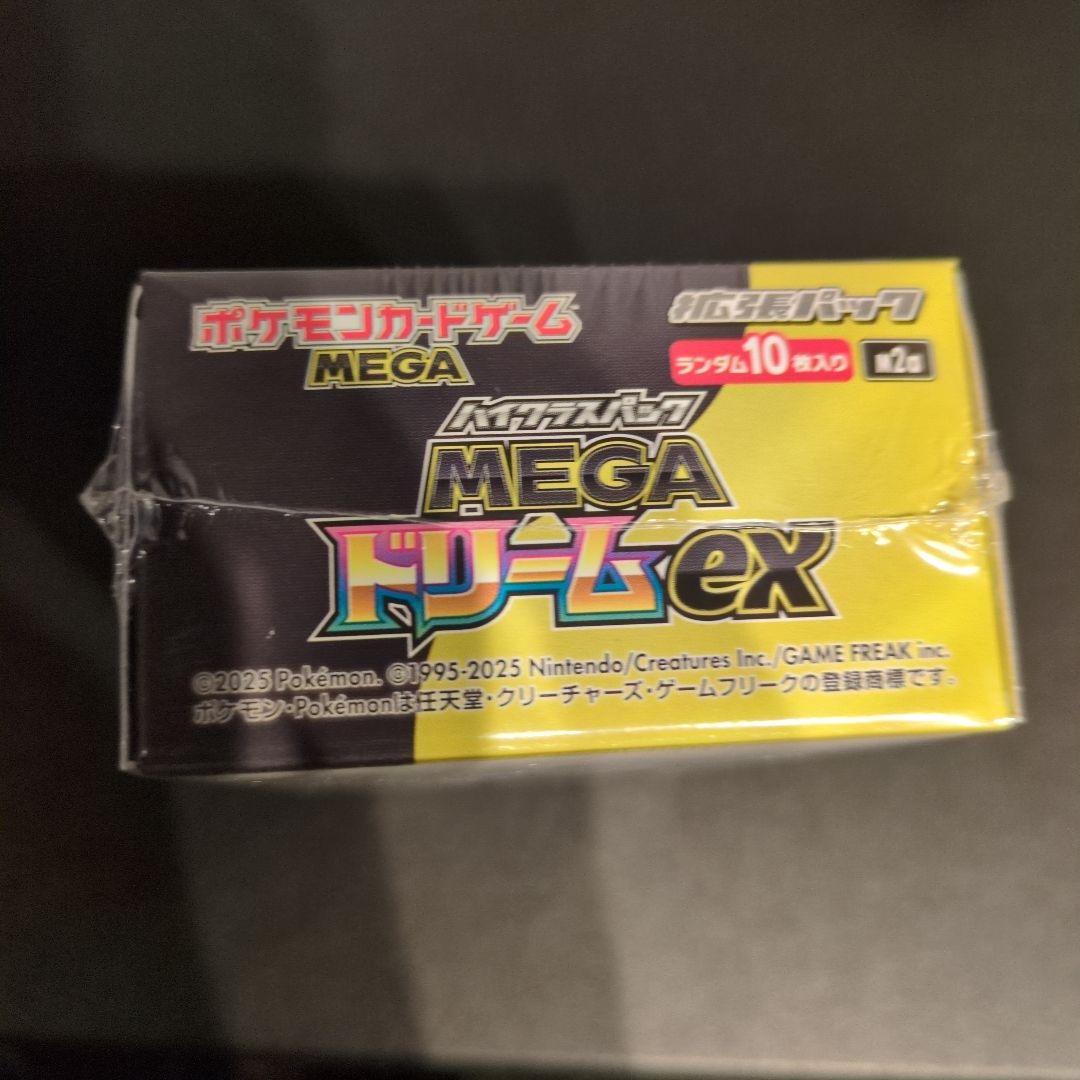 ポケモンカードゲーム
MEGA
拡張パック
ランダム10枚入り
M2a
ハイクラスパック
MEGA
ドリームex
©2025 Pokémon. ©1995-2025 Nintendo/Creatures Inc./GAME FREAK inc.
ポケモン・Pokémonは任天堂・クリーチャーズ・ゲームフリークの登録商標です。